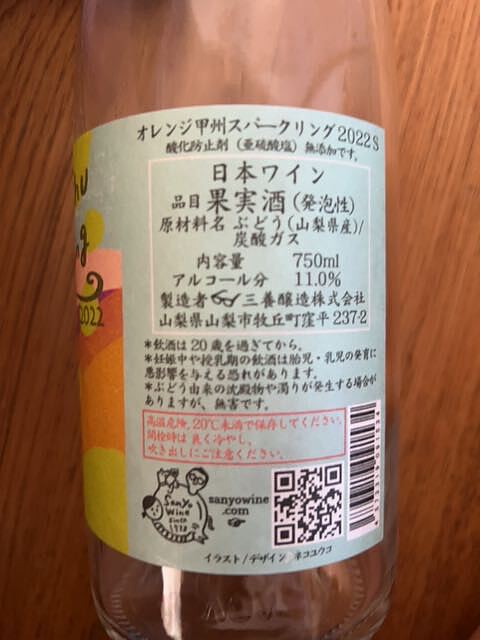 オレンジ甲州スパークリング2022S
酸化防止剤（亜硫酸塩）無添加です。
日本ワイン
品目 果実酒（発泡性）
原材料名 ぶどう（山梨県産）/
炭酸ガス
内容量 750ml
アルコール分 11.0%
製造者 三養醸造株式会社
山梨県山梨市牧丘町窪平237-2
*飲酒は20歳を過ぎてから。
*妊娠中や授乳期の飲酒は胎児・乳児の発育に
悪影響を与える恐れがあります。
*ぶどう由来の沈殿物や濁りが発生する場合が
ありますが、無害です。
高温危険。20℃未満で保存してください。
開栓時は良く冷やし、
吹き出しにご注意ください。
SanYo
Wine
since
sanyowine
.com
イラスト/デザイン ネコユウコ
2022